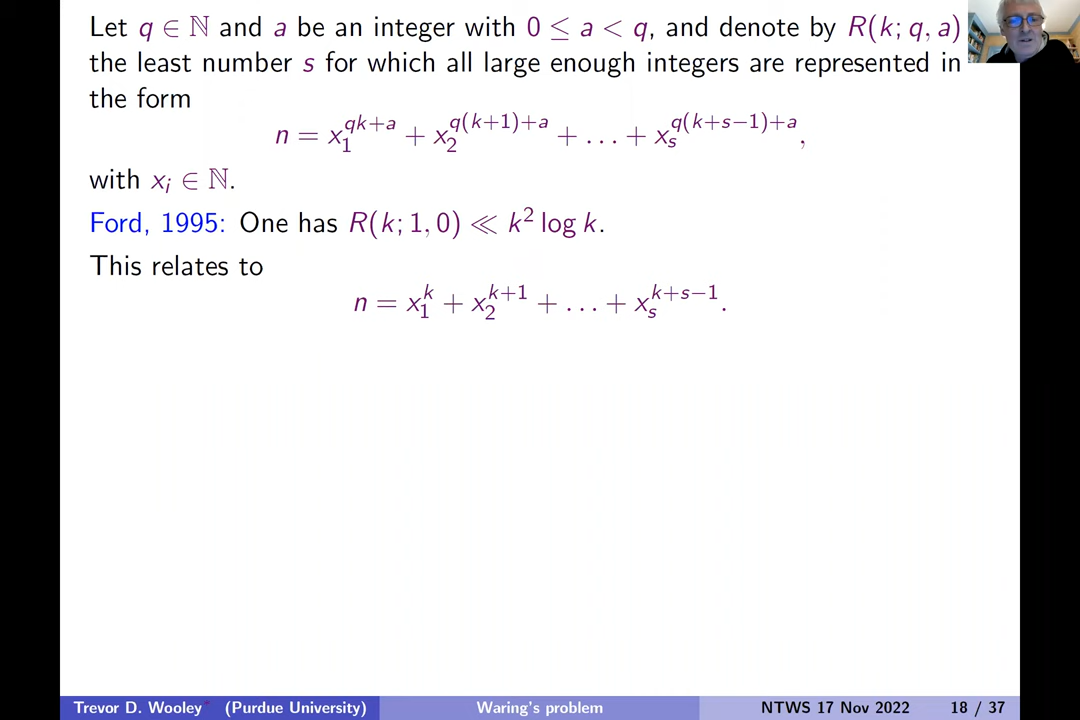 Let q ∈ ℕ and a be an integer with 0 ≤ a < q, and denote by R(k; q, a)
the least number s for which all large enough integers are represented in
the form
n = x_1^{qk+a} + x_2^{q(k+1)+a} + … + x_s^{q(k+s−1)+a},
with x_i ∈ ℕ.
Ford, 1995: One has R(k; 1, 0) ≪ k^2 log k.
This relates to
n = x_1^k + x_2^{k+1} + … + x_s^{k+s−1}.
Trevor D. Wooley (Purdue University) Waring's problem NTWS 17 Nov 2022 18 / 37